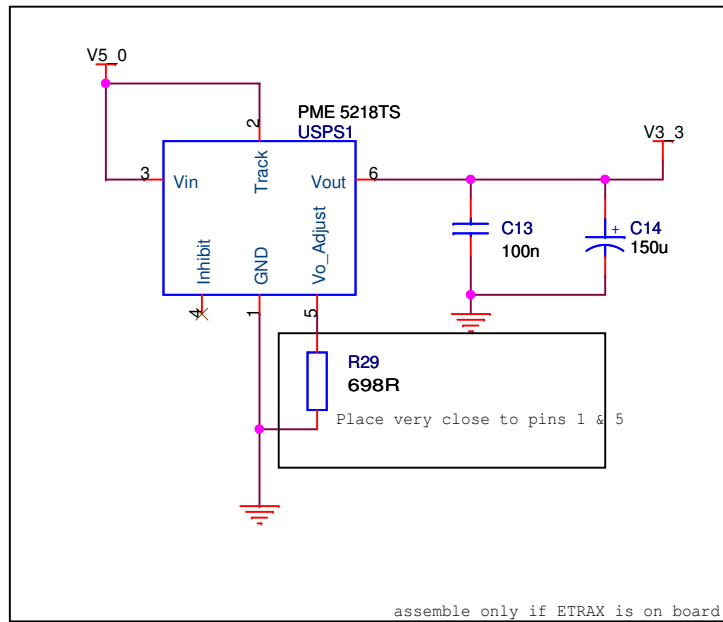 V5_0
PME 5218TS
USPS1
V3_3
2
3
6
Vin
Track
Vout
Inhibit
GND
Vo_Adjust
C13
100n
+
C14
150u
4
1
5
R29
698R
Place very close to pins 1 & 5
assemble only if ETRAX is on board